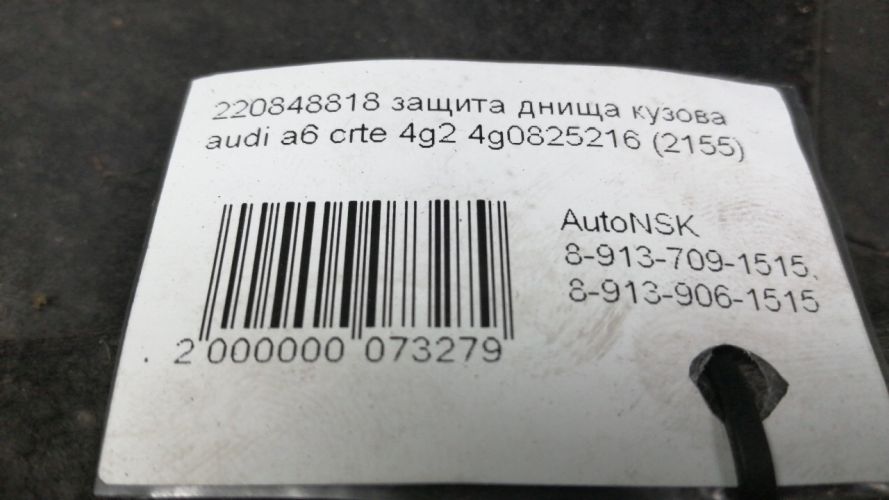 220848818 защита днища кузова
audi a6 crte 4g2 4g0825216 (2155)
AutoNSK
8-913-709-1515,
8-913-906-1515
2 000000 073279